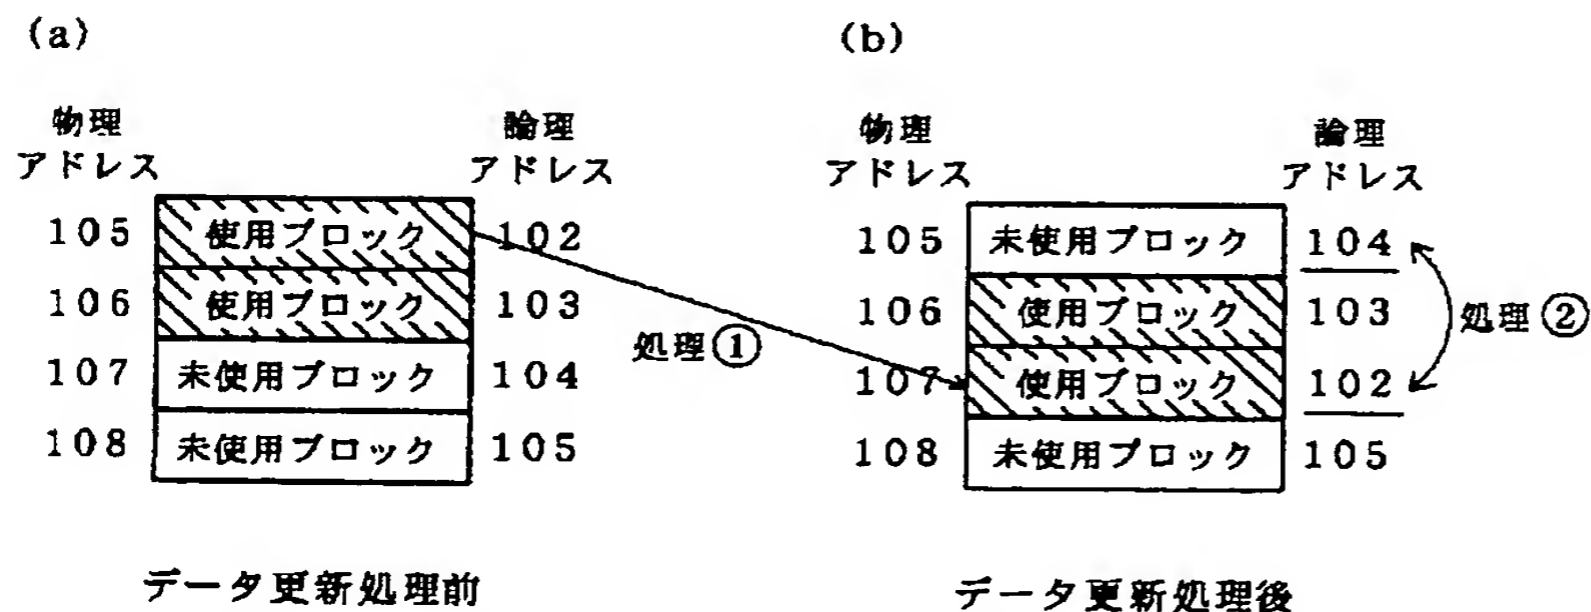 (a)
物理
アドレス
論理
アドレス
105 使用ブロック 102
106 使用ブロック 103
107 未使用ブロック 104
108 未使用ブロック 105
データ更新処理前
処理①
(b)
物理
アドレス
論理
アドレス
105 未使用ブロック 104
106 使用ブロック 103
107 使用ブロック 102
108 未使用ブロック 105
処理②
データ更新処理後